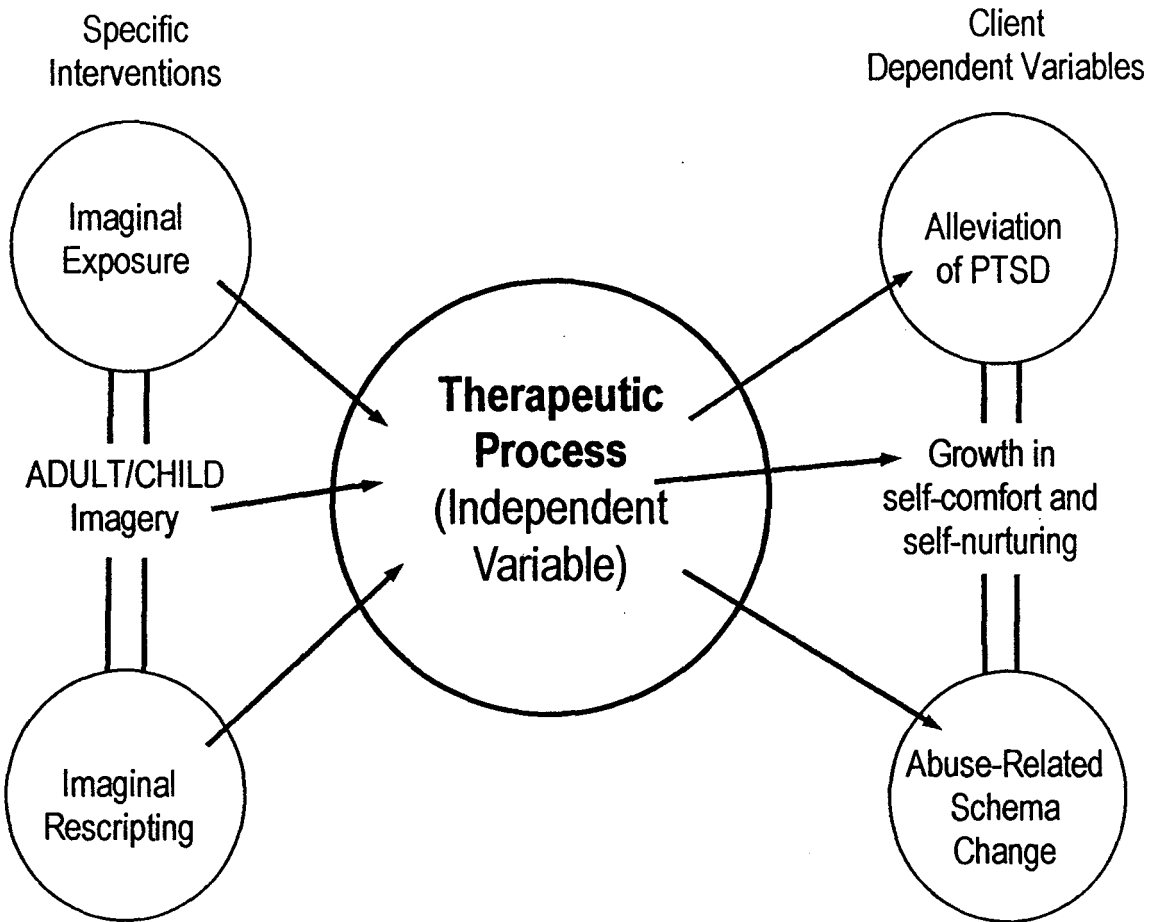 Specific
Interventions
Client
Dependent Variables
Imaginal
Exposure
Alleviation
of PTSD
Therapeutic
Process
(Independent
Variable)
ADULT/CHILD
Imagery
Growth in
self-comfort and
self-nurturing
Imaginal
Rescripting
Abuse-Related
Schema
Change